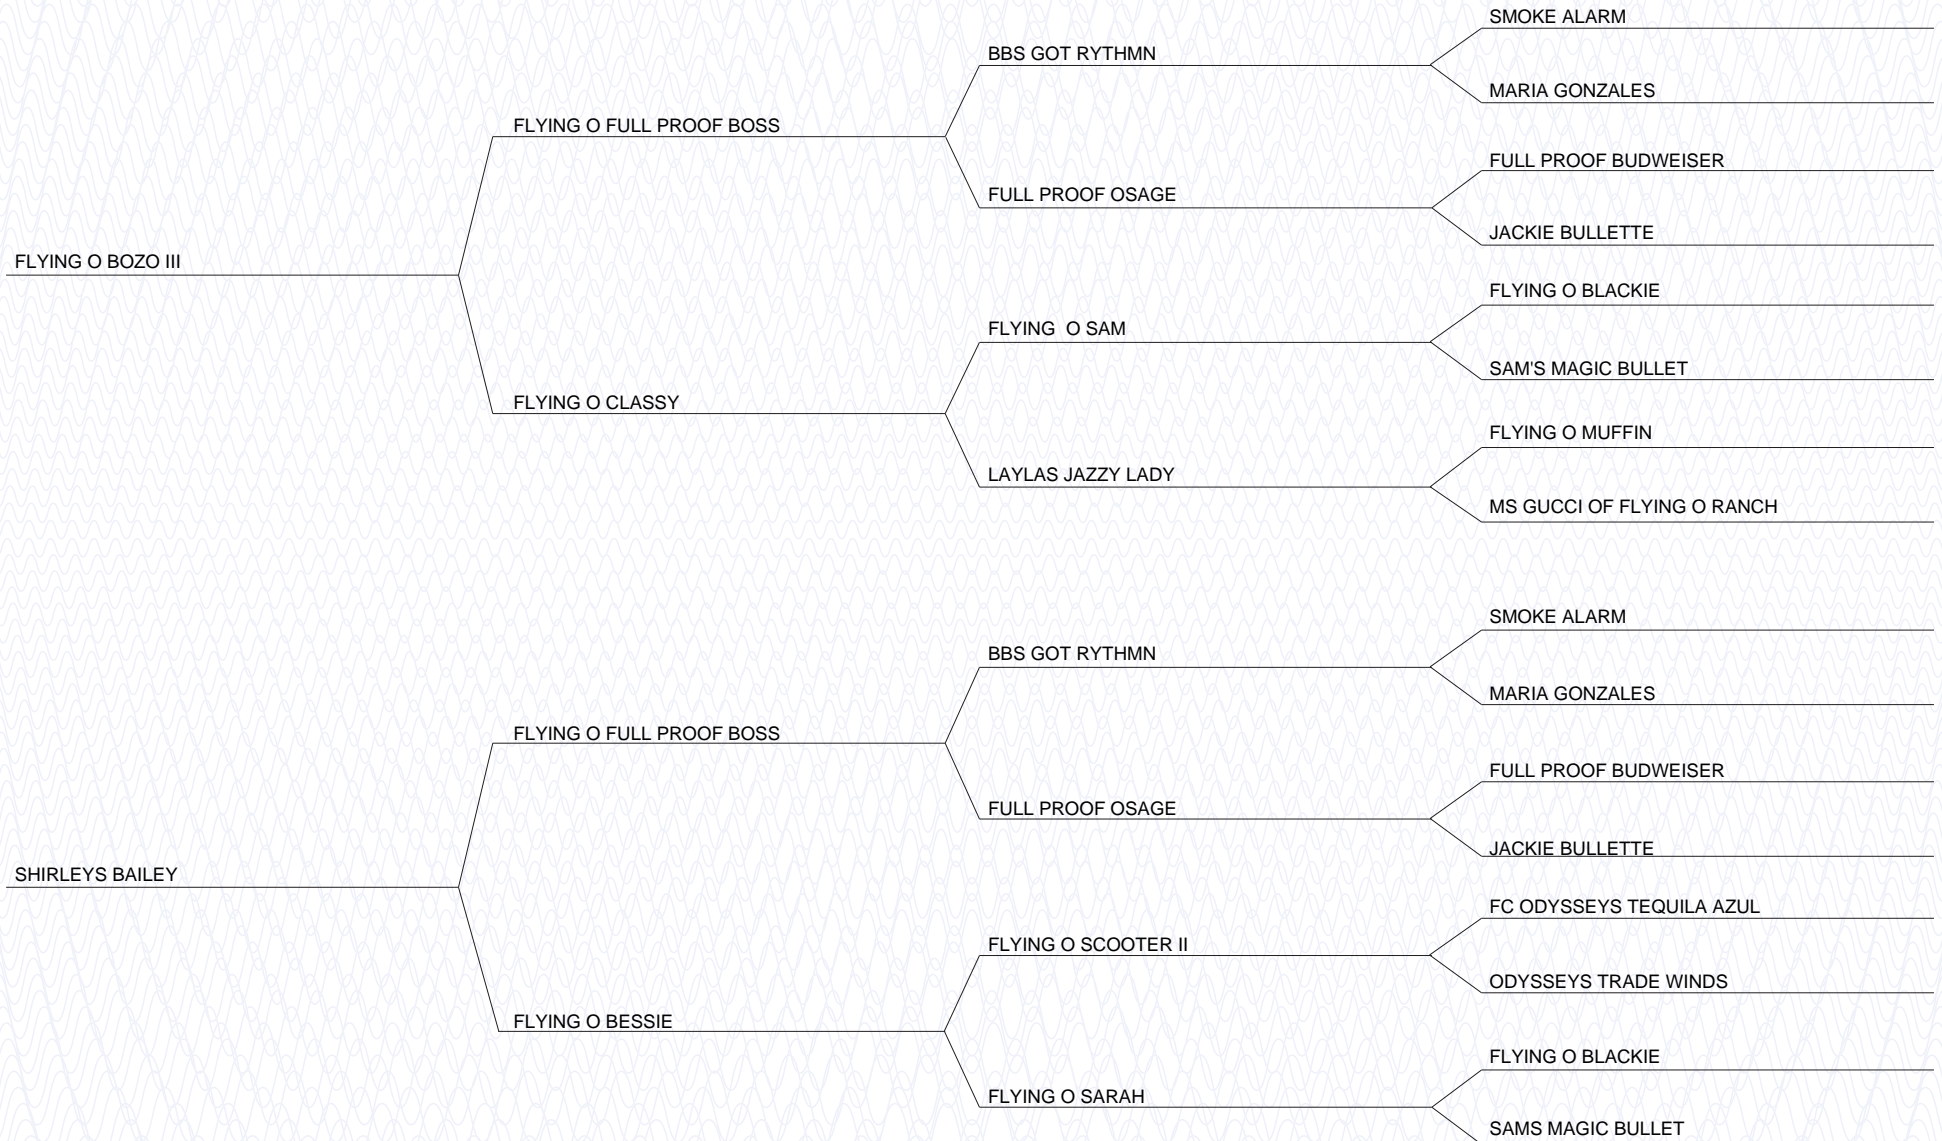 SMOKE ALARM
BBS GOT RYTHMN
MARIA GONZALES
FLYING O FULL PROOF BOSS
FULL PROOF BUDWEISER
FULL PROOF OSAGE
JACKIE BULLETTE
FLYING O BOZO III
FLYING O BLACKIE
FLYING  O SAM
SAM'S MAGIC BULLET
FLYING O CLASSY
FLYING O MUFFIN
LAYLAS JAZZY LADY
MS GUCCI OF FLYING O RANCH
SMOKE ALARM
BBS GOT RYTHMN
MARIA GONZALES
FLYING O FULL PROOF BOSS
FULL PROOF BUDWEISER
FULL PROOF OSAGE
JACKIE BULLETTE
SHIRLEYS BAILEY
FC ODYSSEYS TEQUILA AZUL
FLYING O SCOOTER II
ODYSSEYS TRADE WINDS
FLYING O BESSIE
FLYING O BLACKIE
FLYING O SARAH
SAMS MAGIC BULLET